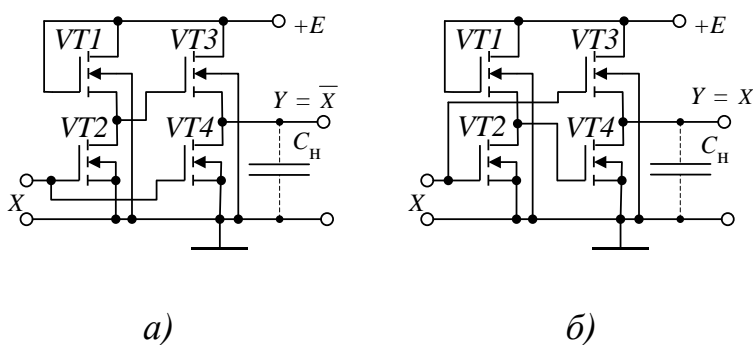 VT1 VT3 +E
Y = X̅
VT2 VT4
Cн
X
а)
VT1 VT3 +E
Y = X
VT2 VT4
Cн
X
б)